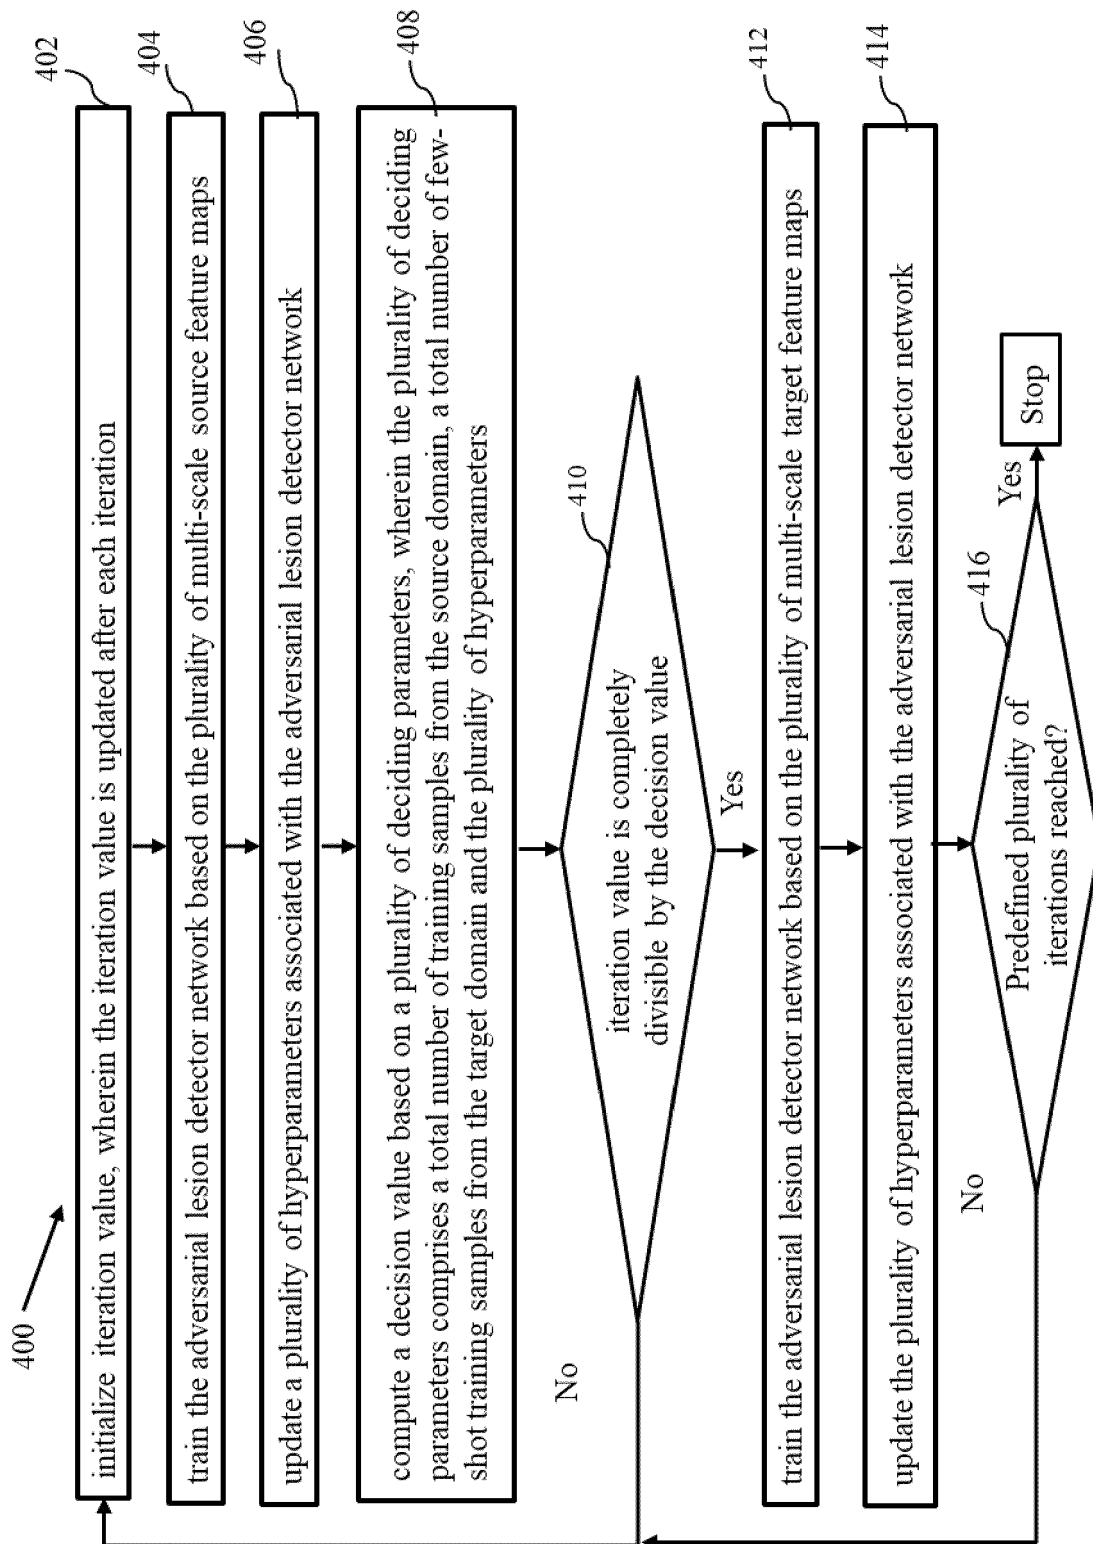 400
402
initialize iteration value, wherein the iteration value is updated after each iteration
404
train the adversarial lesion detector network based on the plurality of multi-scale source feature maps
406
update a plurality of hyperparameters associated with the adversarial lesion detector network
408
compute a decision value based on a plurality of deciding parameters, wherein the plurality of deciding
parameters comprises a total number of training samples from the source domain, a total number of few-
shot training samples from the target domain and the plurality of hyperparameters
410
iteration value is completely
divisible by the decision value
No
Yes
412
train the adversarial lesion detector network based on the plurality of multi-scale target feature maps
414
update the plurality of hyperparameters associated with the adversarial lesion detector network
416
Predefined plurality of
iterations reached?
No
Yes
Stop